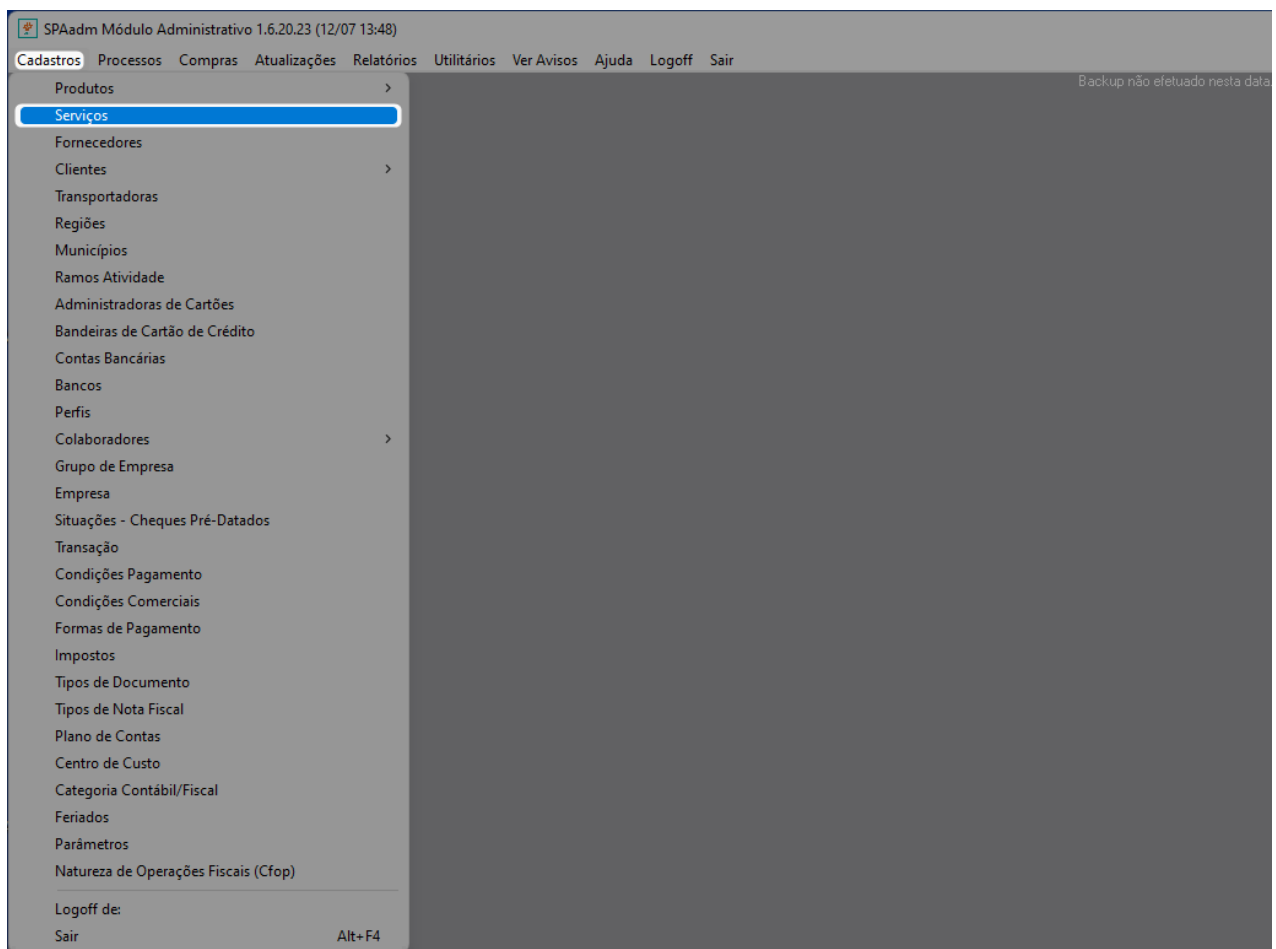 SPAadm Módulo Administrativo 1.6.20.23 (12/07 13:48)
Cadastros Processos Compras Atualizações Relatórios Utilitários Ver Avisos Ajuda Logoff Sair
Backup não efetuado nesta data.
Produtos
Serviços
Fornecedores
Clientes
Transportadoras
Regiões
Municípios
Ramos Atividade
Administradoras de Cartões
Bandeiras de Cartão de Crédito
Contas Bancárias
Bancos
Perfis
Colaboradores
Grupo de Empresa
Empresa
Situações - Cheques Pré-Datados
Transação
Condições Pagamento
Condições Comerciais
Formas de Pagamento
Impostos
Tipos de Documento
Tipos de Nota Fiscal
Plano de Contas
Centro de Custo
Categoria Contábil/Fiscal
Feriados
Parâmetros
Natureza de Operações Fiscais (Cfop)
Logoff de:
Sair Alt+F4